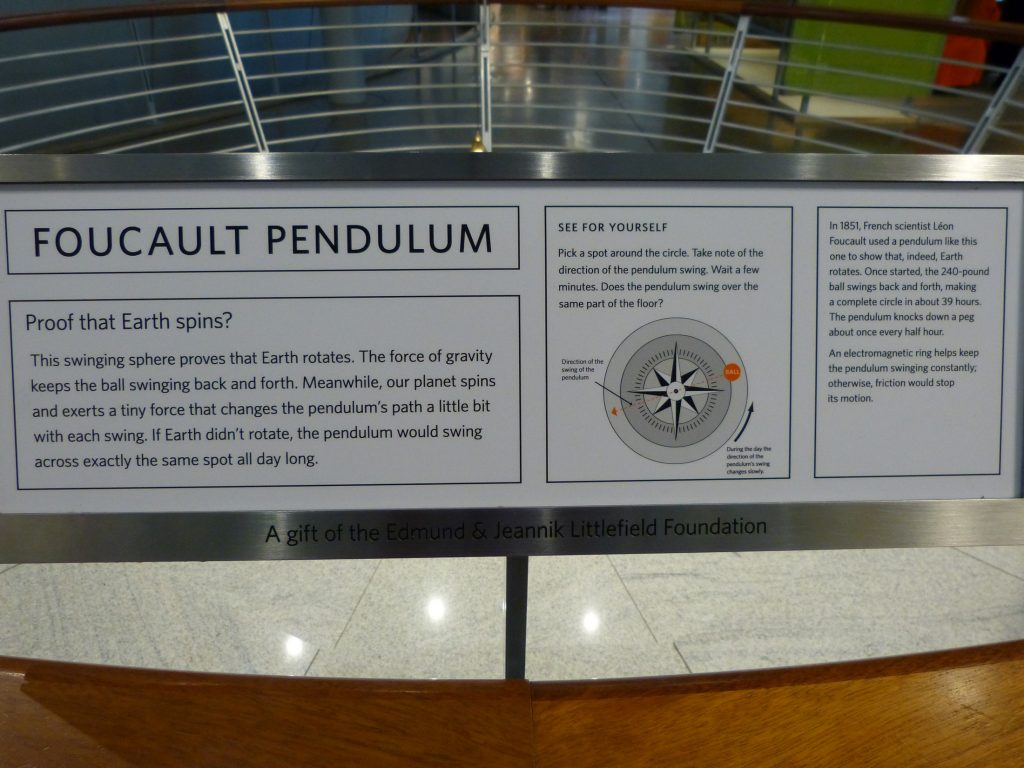 FOUCAULT PENDULUM
Proof that Earth spins?
This swinging sphere proves that Earth rotates. The force of gravity
keeps the ball swinging back and forth. Meanwhile, our planet spins
and exerts a tiny force that changes the pendulum's path a little bit
with each swing. If Earth didn't rotate, the pendulum would swing
across exactly the same spot all day long.
SEE FOR YOURSELF
Pick a spot around the circle. Take note of the
direction of the pendulum swing. Wait a few
minutes. Does the pendulum swing over the
same part of the floor?
Direction of the
swing of the
pendulum
BALL
During the day the
direction of the
pendulum's swing
changes slowly.
In 1851, French scientist Léon
Foucault used a pendulum like this
one to show that, indeed, Earth
rotates. Once started, the 240-pound
ball swings back and forth, making
a complete circle in about 39 hours.
The pendulum knocks down a peg
about once every half hour.
An electromagnetic ring helps keep
the pendulum swinging constantly;
otherwise, friction would stop
its motion.
A gift of the Edmund & Jeannik Littlefield Foundation